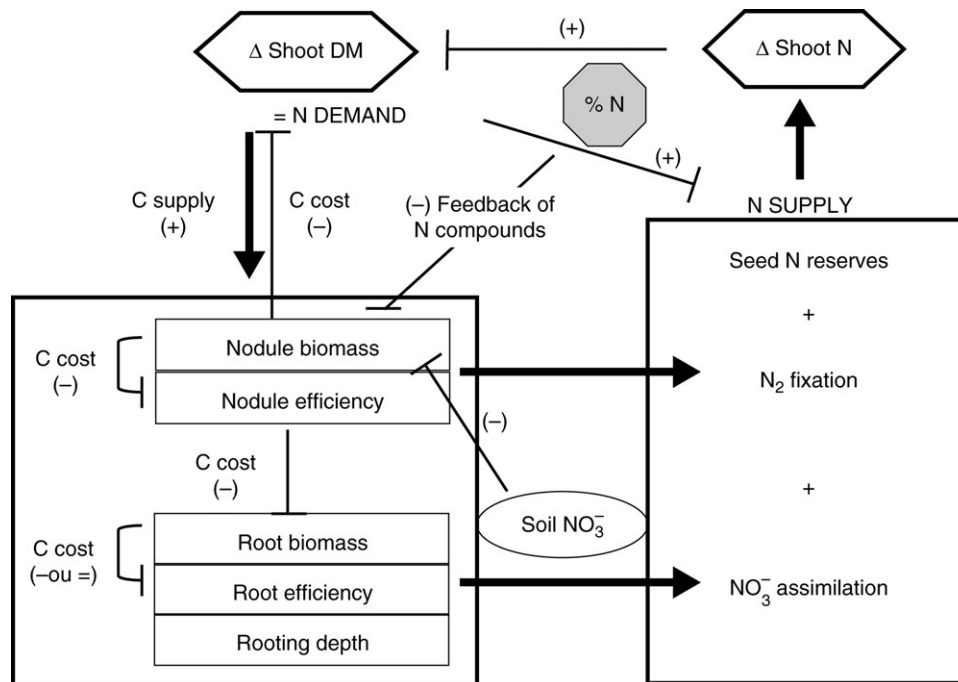 Δ Shoot DM
(+)
Δ Shoot N
% N
= N DEMAND
(+)
C supply
(+)
C cost
(–)
(–) Feedback of
N compounds
N SUPPLY
Seed N reserves
+
N₂ fixation
+
NO₃⁻ assimilation
C cost
(–)
Nodule biomass
Nodule efficiency
(–)
C cost
(–)
Soil NO₃⁻
C cost
(–ou =)
Root biomass
Root efficiency
Rooting depth